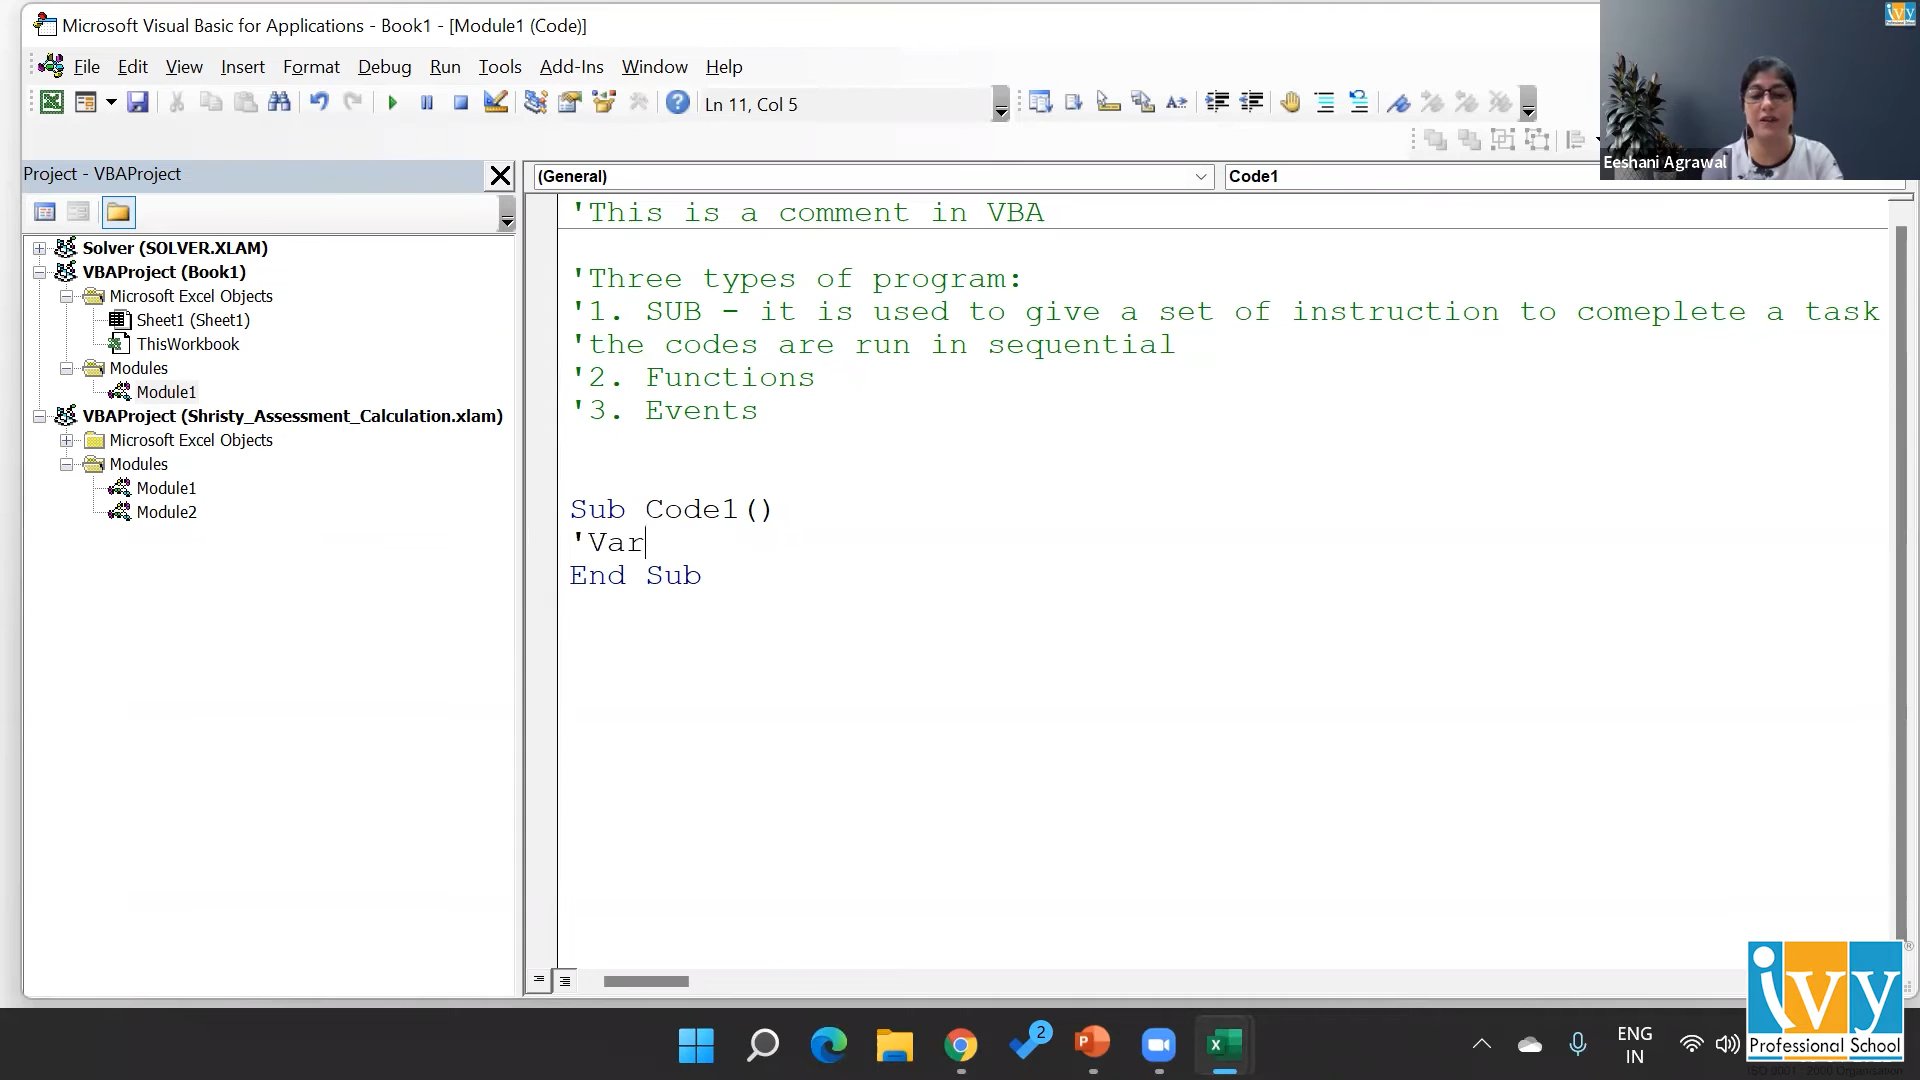 Microsoft Visual Basic for Applications - Book1 - [Module1 (Code)]
File Edit View Insert Format Debug Run Tools Add-Ins Window Help
Ln 11, Col 5
Eeshani Agrawal
ivy
Project - VBAProject
(General)
Code1
Solver (SOLVER.XLAM)
VBAProject (Book1)
Microsoft Excel Objects
Sheet1 (Sheet1)
ThisWorkbook
Modules
Module1
VBAProject (Shristy_Assessment_Calculation.xlam)
Microsoft Excel Objects
Modules
Module1
Module2
'This is a comment in VBA
'Three types of program:
'1. SUB - it is used to give a set of instruction to comeplete a task
'the codes are run in sequential
'2. Functions
'3. Events
Sub Code1()
'Var
End Sub
ivy
®
Professional School
2
ENG
IN